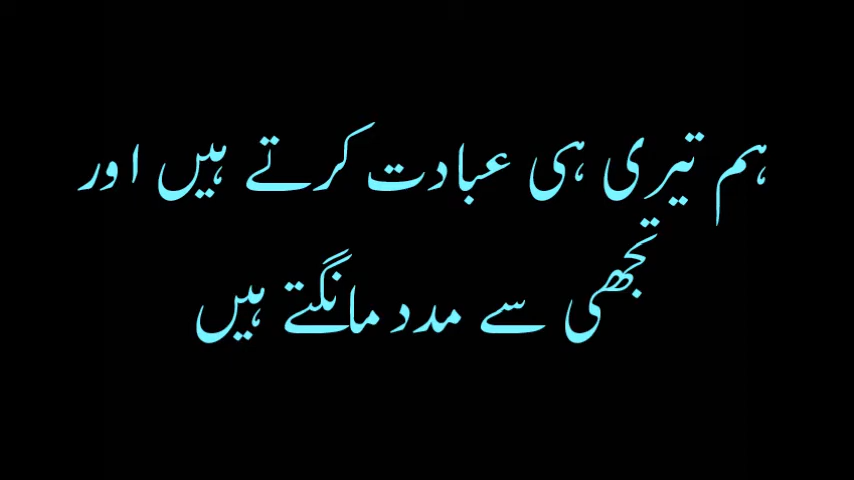 ہم تیری ہی عبادت کرتے ہیں اور
تجھی سے مدد مانگتے ہیں